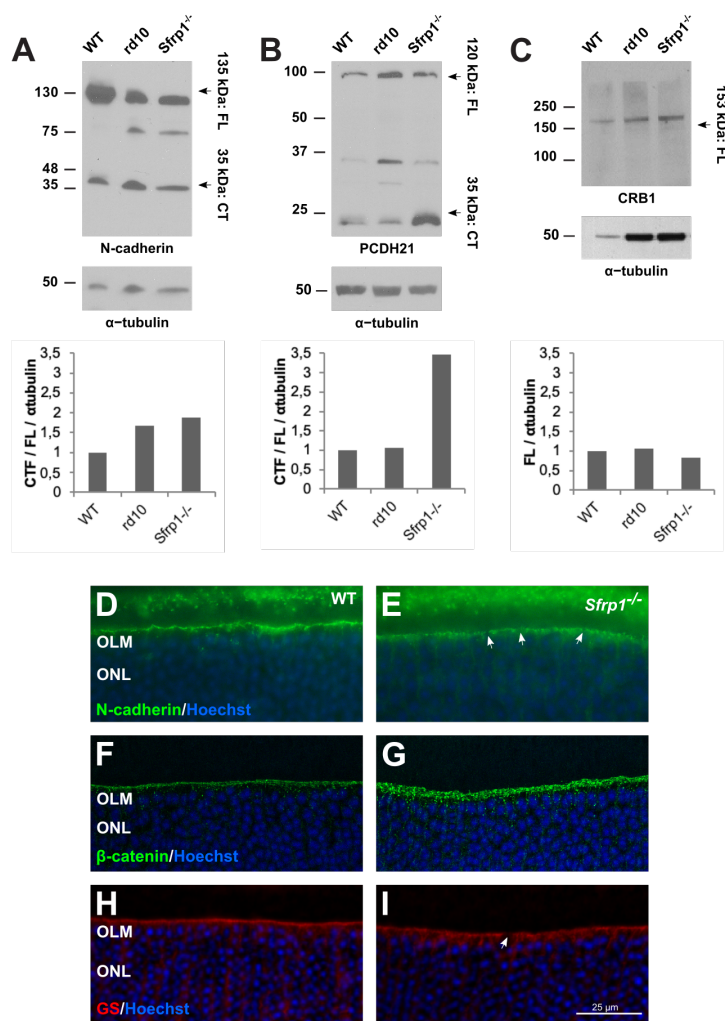 A
WT rd10 Sfrp1-/-
130
75
48
35
135 kDa: FL
35 kDa: CT
N-cadherin
50
α−tubulin
B
WT rd10 Sfrp1-/-
100
50
37
25
120 kDa: FL
35 kDa: CT
PCDH21
50
α−tubulin
C
WT rd10 Sfrp1-/-
250
150
100
153 kDa: FL
CRB1
50
α−tubulin
CTF / FL / αtubulin
3,5
3
2,5
2
1,5
1
0,5
0
WT rd10 Sfrp1-/-
CTF / FL / αtubulin
3,5
3
2,5
2
1,5
1
0,5
0
WT rd10 Sfrp1-/-
FL / αtubulin
3,5
3
2,5
2
1,5
1
0,5
0
WT rd10 Sfrp1-/-
D WT
OLM
ONL
N-cadherin/Hoechst
E Sfrp1-/-
F
OLM
ONL
β-catenin/Hoechst
G
H
OLM
ONL
GS/Hoechst
I
25 µm